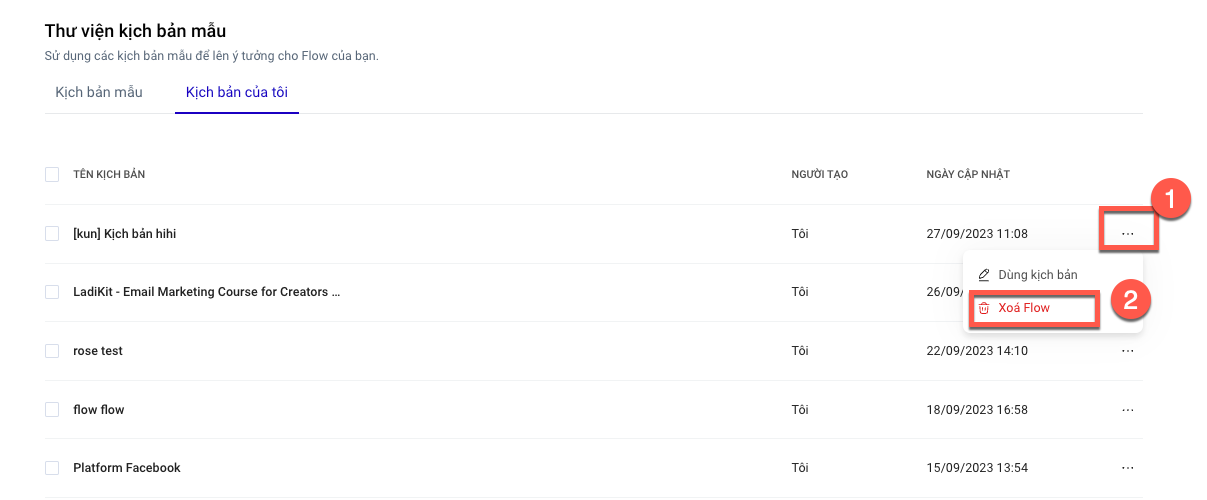 Thư viện kịch bản mẫu
Sử dụng các kịch bản mẫu để lên ý tưởng cho Flow của bạn.
Kịch bản mẫu Kịch bản của tôi
TÊN KỊCH BẢN NGƯỜI TẠO NGÀY CẬP NHẬT
1
[kun] Kịch bản hihi Tôi 27/09/2023 11:08 ...
Dùng kịch bản
LadiKit - Email Marketing Course for Creators ... Tôi 26/09/
Xoá Flow 2
rose test Tôi 22/09/2023 14:10 ...
flow flow Tôi 18/09/2023 16:58 ...
Platform Facebook Tôi 15/09/2023 13:54 ...